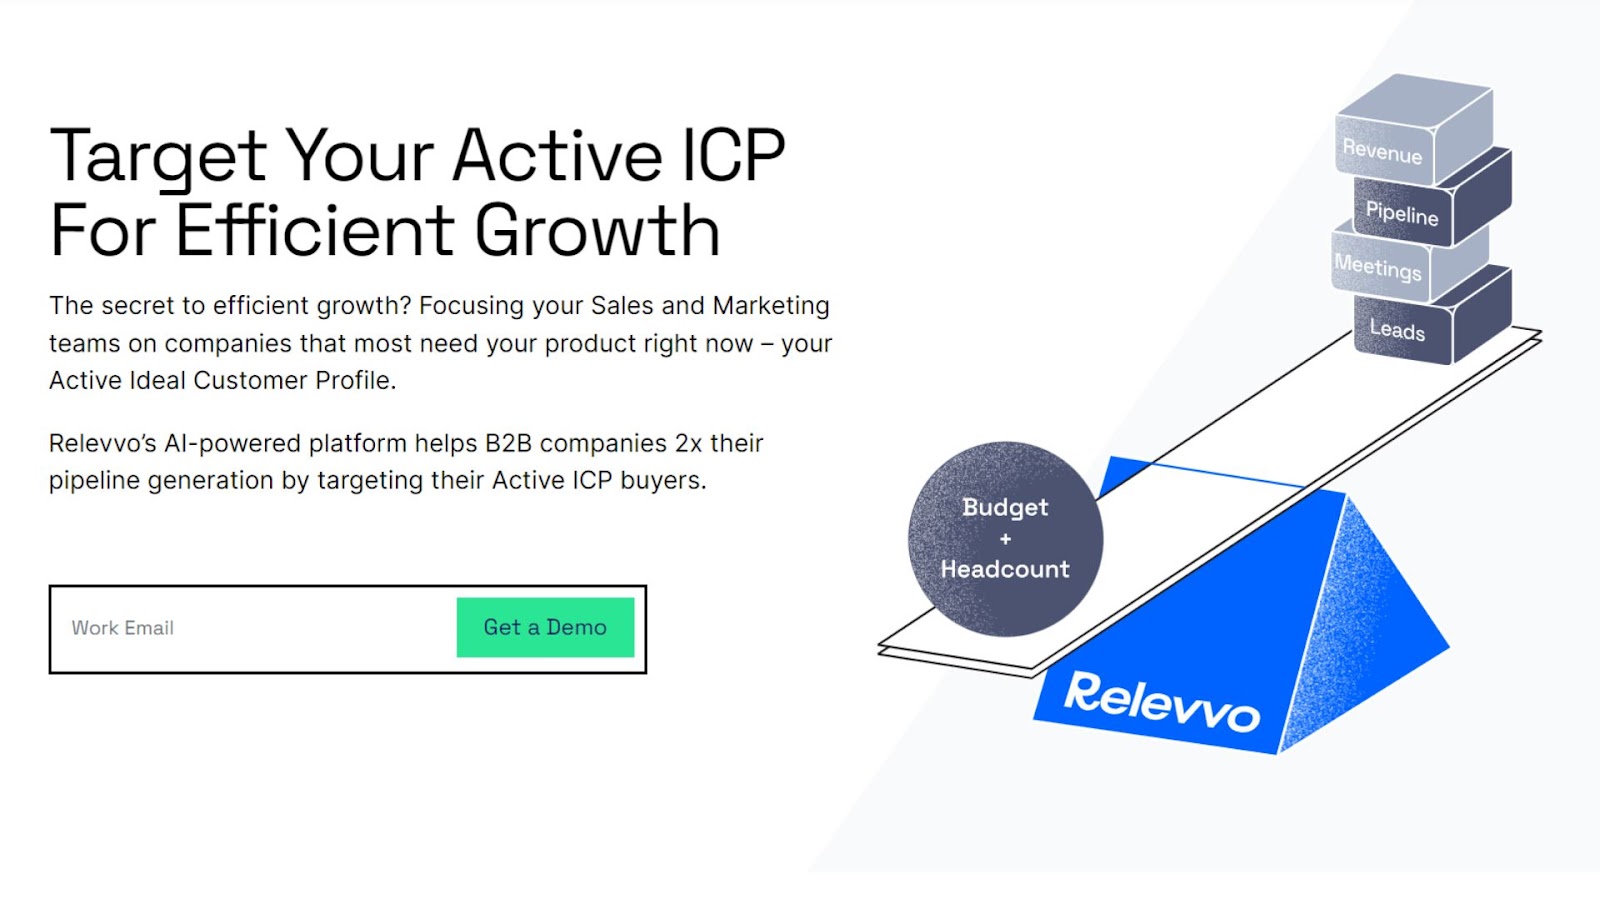 Target Your Active ICP
For Efficient Growth
The secret to efficient growth? Focusing your Sales and Marketing
teams on companies that most need your product right now – your
Active Ideal Customer Profile.
Relevvo’s AI-powered platform helps B2B companies 2x their
pipeline generation by targeting their Active ICP buyers.
Work Email
Get a Demo
Revenue
Pipeline
Meetings
Leads
Budget
+
Headcount
Relevvo